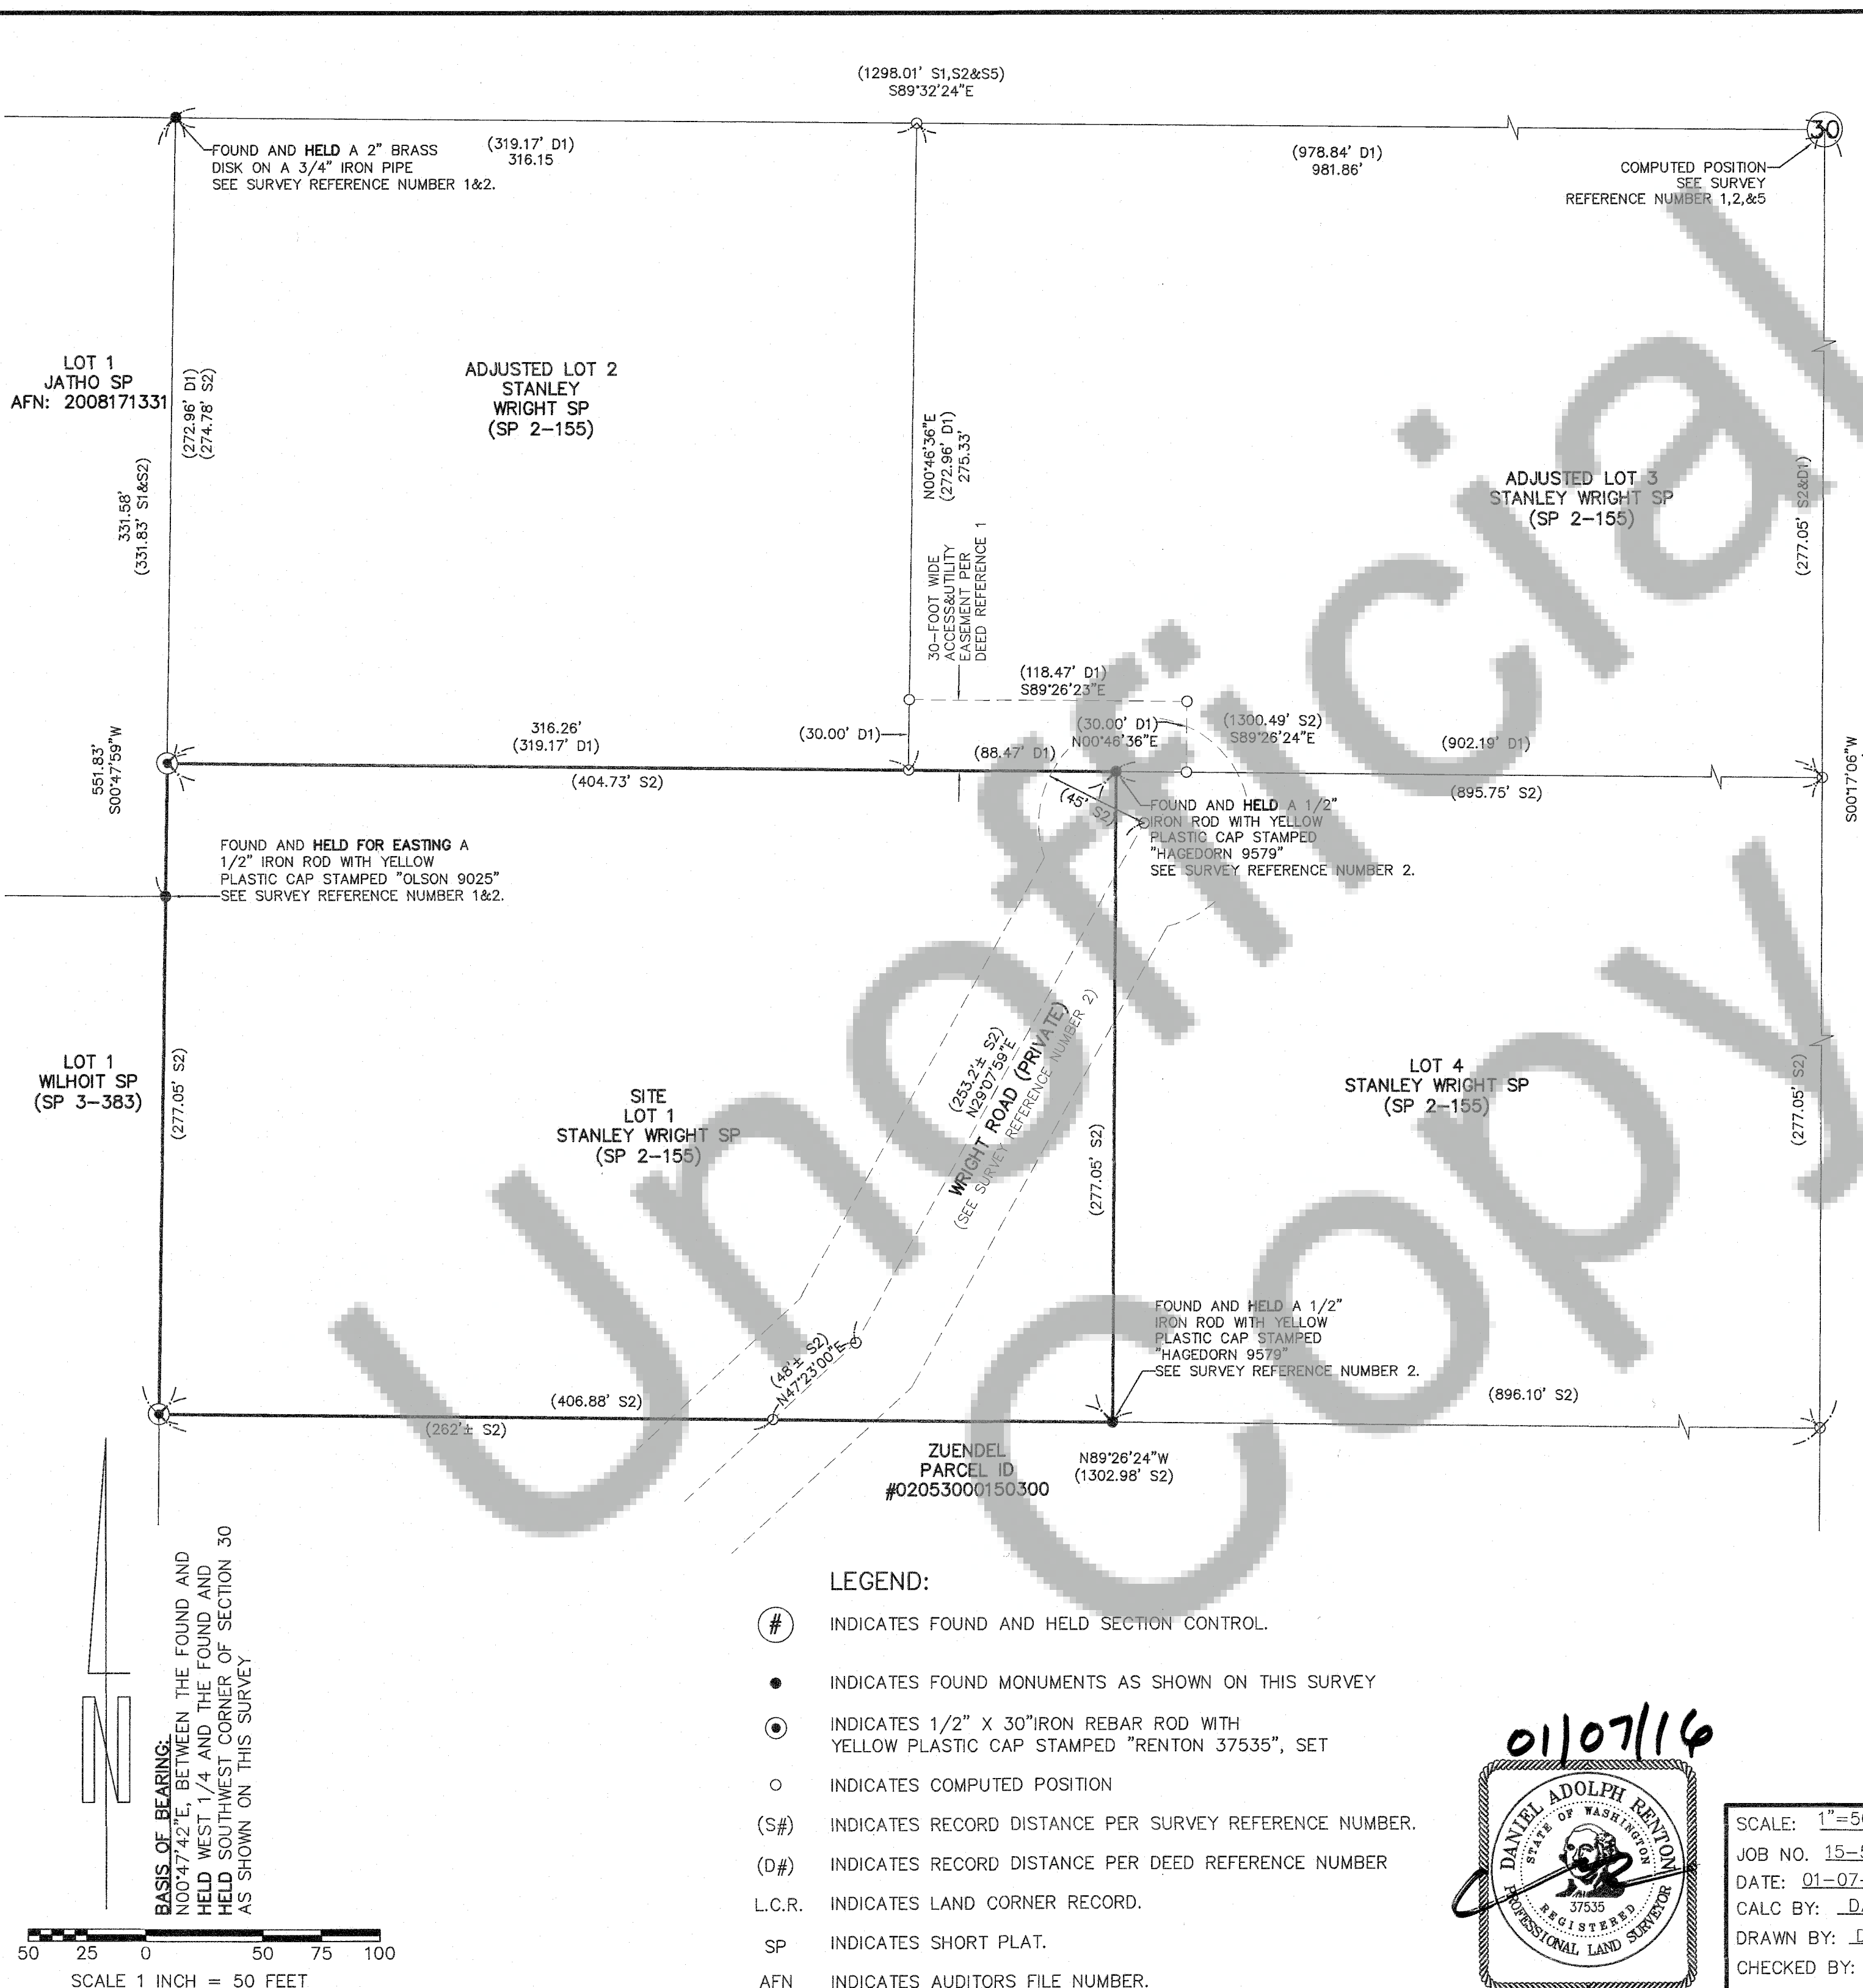 (1298.01' S1,S2&S5)
S89°32'24"E
30
FOUND AND HELD A 2" BRASS
DISK ON A 3/4" IRON PIPE
SEE SURVEY REFERENCE NUMBER 1&2.
(319.17' D1)
316.15
(978.84' D1)
981.86'
COMPUTED POSITION
SEE SURVEY
REFERENCE NUMBER 1,2,&5
LOT 1
JATHO SP
AFN: 2008171331
(272.96' D1)
(274.78' S2)
331.58'
(331.83' S1&S2)
ADJUSTED LOT 2
STANLEY
WRIGHT SP
(SP 2-155)
N00°46'36"E
(272.96' D1)
275.33'
30-FOOT WIDE
ACCESS&UTILITY
EASEMENT PER
DEED REFERENCE 1
ADJUSTED LOT 3
STANLEY WRIGHT SP
(SP 2-155)
(277.05' S2&D1)
(118.47' D1)
S89°26'23"E
316.26'
(319.17' D1)
(30.00' D1)
(30.00' D1)
N00°46'36"E
(1300.49' S2)
S89°26'24"E
(902.19' D1)
(88.47' D1)
(404.73' S2)
(895.75' S2)
(45' S2)
551.83'
S00°47'59"W
S00°17'06"W
FOUND AND HELD A 1/2"
IRON ROD WITH YELLOW
PLASTIC CAP STAMPED
"HAGEDORN 9579"
SEE SURVEY REFERENCE NUMBER 2.
FOUND AND HELD FOR EASTING A
1/2" IRON ROD WITH YELLOW
PLASTIC CAP STAMPED "OLSON 9025"
SEE SURVEY REFERENCE NUMBER 1&2.
LOT 1
WILHOIT SP
(SP 3-383)
(277.05' S2)
SITE
LOT 1
STANLEY WRIGHT SP
(SP 2-155)
(253.2'± S2)
N29°07'59"E
WRIGHT ROAD (PRIVATE)
(SEE SURVEY REFERENCE NUMBER 2)
(277.05' S2)
LOT 4
STANLEY WRIGHT SP
(SP 2-155)
(277.05' S2)
FOUND AND HELD A 1/2"
IRON ROD WITH YELLOW
PLASTIC CAP STAMPED
"HAGEDORN 9579"
SEE SURVEY REFERENCE NUMBER 2.
(48'± S2)
N47°23'00"E
(406.88' S2)
(262'± S2)
(896.10' S2)
ZUENDEL
PARCEL ID
#02053000150300
N89°26'24"W
(1302.98' S2)
Unofficial
Copy
N
BASIS OF BEARING:
N00°47'42"E, BETWEEN THE FOUND AND
HELD WEST 1/4 AND THE FOUND AND
HELD SOUTHWEST CORNER OF SECTION 30
AS SHOWN ON THIS SURVEY
50 25 0 50 75 100
SCALE 1 INCH = 50 FEET
LEGEND:
# INDICATES FOUND AND HELD SECTION CONTROL.
INDICATES FOUND MONUMENTS AS SHOWN ON THIS SURVEY
INDICATES 1/2" X 30"IRON REBAR ROD WITH
YELLOW PLASTIC CAP STAMPED "RENTON 37535", SET
INDICATES COMPUTED POSITION
(S#) INDICATES RECORD DISTANCE PER SURVEY REFERENCE NUMBER.
(D#) INDICATES RECORD DISTANCE PER DEED REFERENCE NUMBER
L.C.R. INDICATES LAND CORNER RECORD.
SP INDICATES SHORT PLAT.
AFN INDICATES AUDITORS FILE NUMBER.
01/07/16
DANIEL ADOLPH RENTON
STATE OF WASHINGTON
37535
REGISTERED
PROFESSIONAL LAND SURVEYOR
SCALE: 1"=5
JOB NO. 15-
DATE: 01-07-
CALC BY: D
DRAWN BY: D
CHECKED BY: